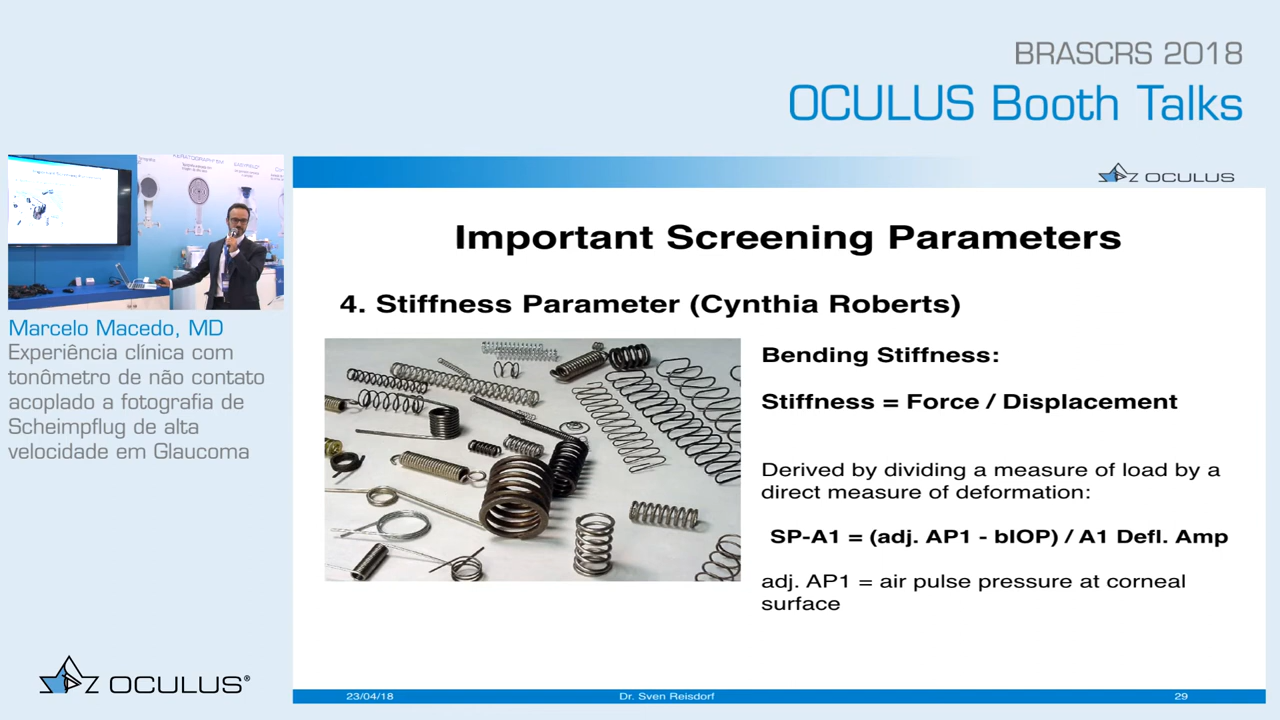 BRASCRS 2018
OCULUS Booth Talks
OCULUS
Important Screening Parameters
4. Stiffness Parameter (Cynthia Roberts)
Bending Stiffness:
Stiffness = Force / Displacement
Derived by dividing a measure of load by a
direct measure of deformation:
SP-A1 = (adj. AP1 - bIOP) / A1 Defl. Amp
adj. AP1 = air pulse pressure at corneal
surface
Marcelo Macedo, MD
Experiência clínica com
tonômetro de não contato
acoplado a fotografia de
Scheimpflug de alta
velocidade em Glaucoma
OCULUS®
23/04/18
Dr. Sven Reisdorf
29